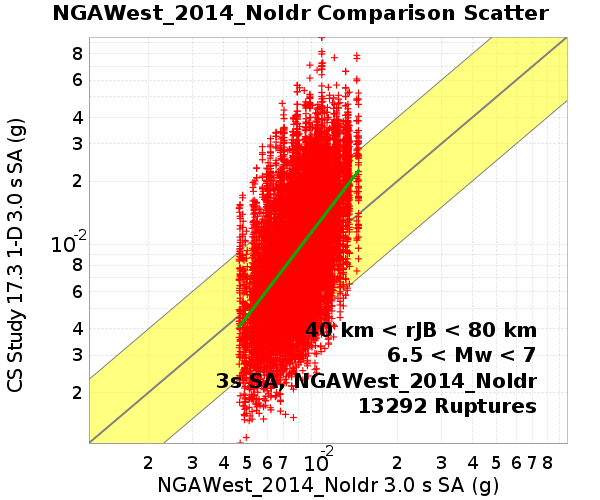 NGAWest_2014_NoIdr Comparison Scatter
CS Study 17.3 1-D 3.0 s SA (g)
8
6
4
3
2
10-2
8
6
4
3
2
40 km < rJB < 80 km
6.5 < Mw < 7
3s SA, NGAWest_2014_NoIdr
13292 Ruptures
2 3 4 5 6 7 10-2 2 3 4 5 6 7 8
NGAWest_2014_NoIdr 3.0 s SA (g)